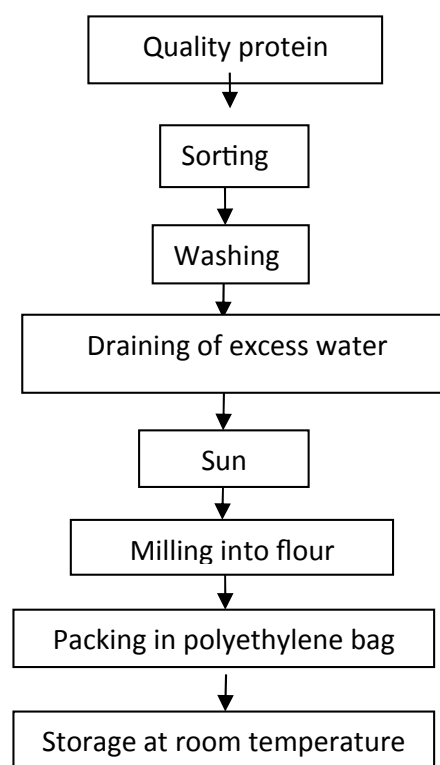 Quality protein
Sorting
Washing
Draining of excess water
Sun
Milling into flour
Packing in polyethylene bag
Storage at room temperature